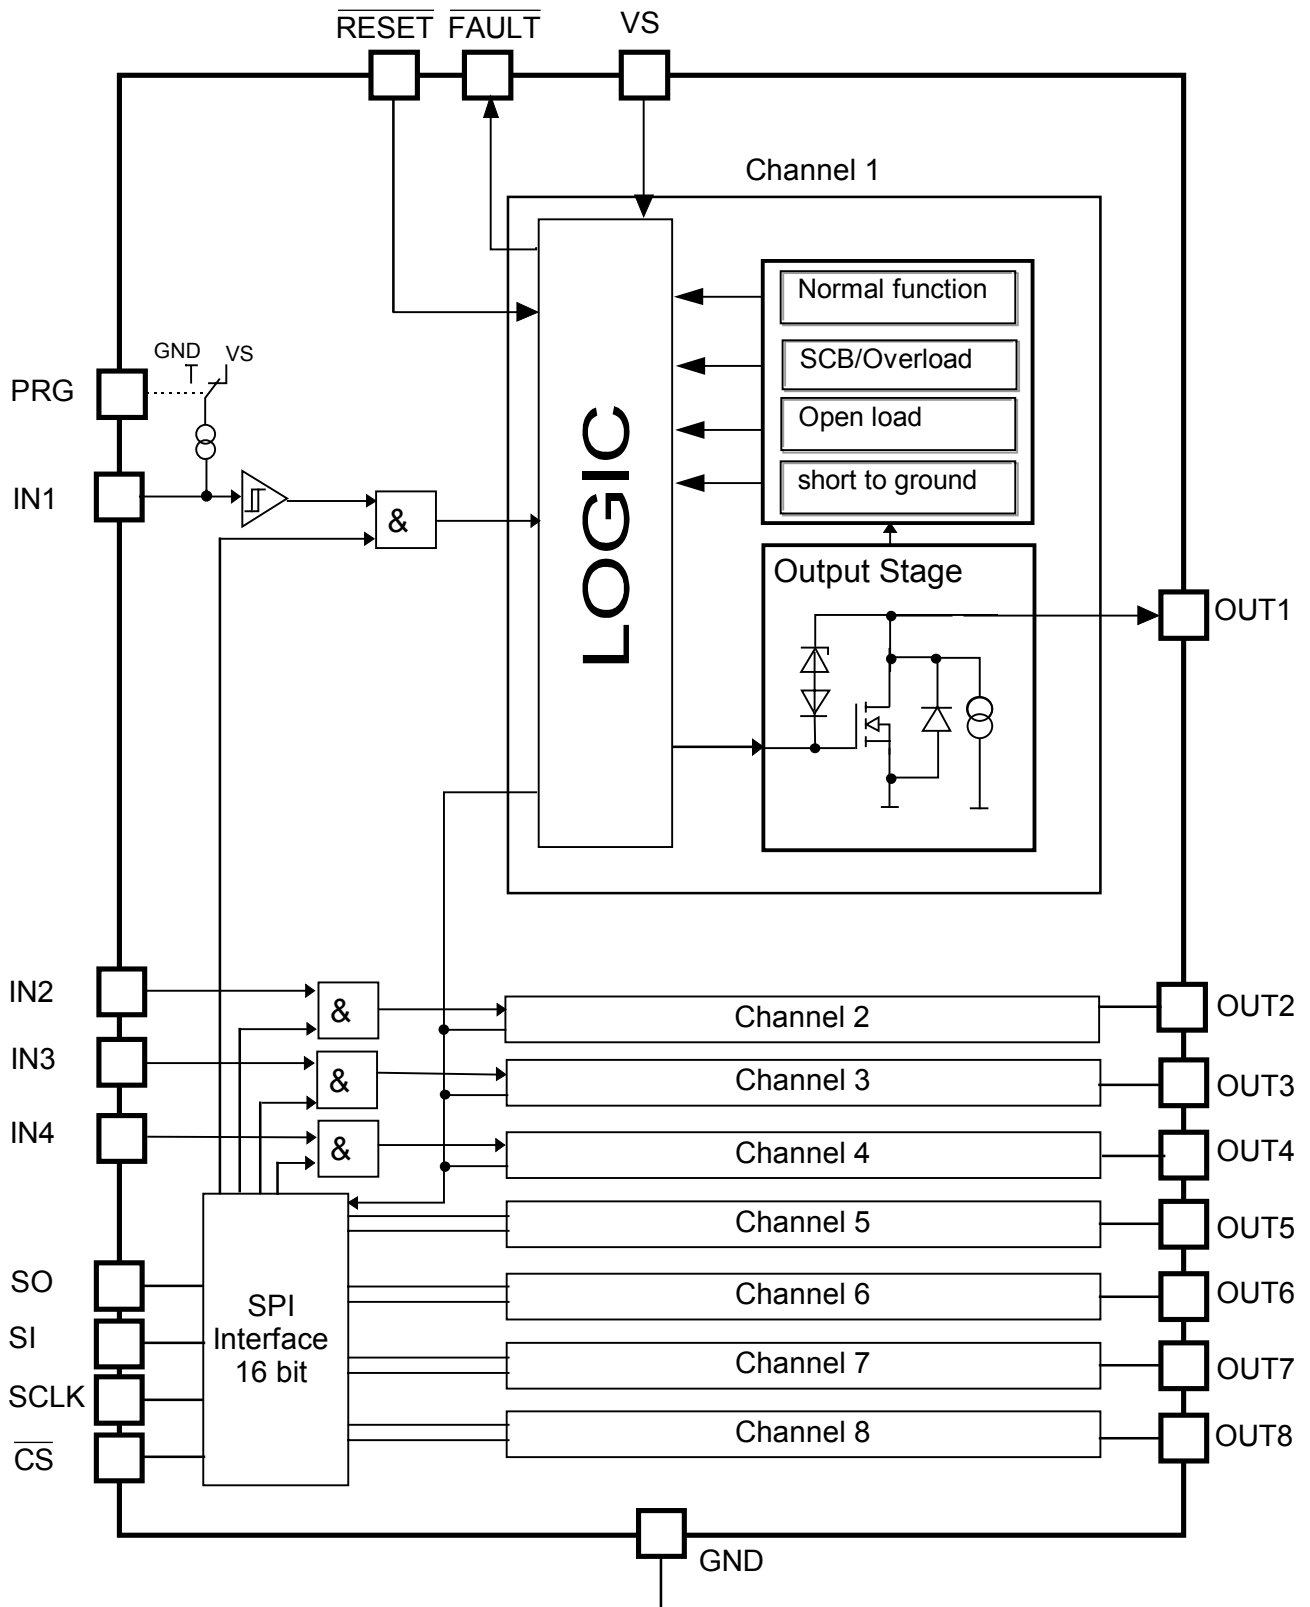 RESET FAULT VS
Channel 1
Normal function
GND VS
SCB/Overload
PRG
Open load
IN1
short to ground
&
LOGIC
Output Stage
OUT1
IN2
&
Channel 2
OUT2
IN3
&
Channel 3
OUT3
IN4
&
Channel 4
OUT4
Channel 5
OUT5
SO
SPI
Interface
16 bit
Channel 6
OUT6
SI
Channel 7
OUT7
SCLK
Channel 8
OUT8
CS
GND